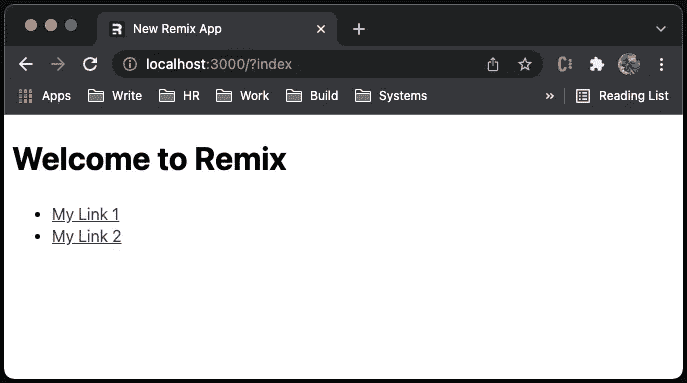 New Remix App
localhost:3000/?index
Apps Write HR Work Build Systems » Reading List
Welcome to Remix
My Link 1
My Link 2